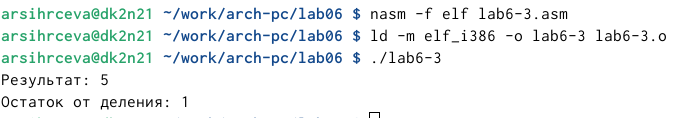 arsihrceva@dk2n21 ~/work/arch-pc/lab06 $ nasm -f elf lab6-3.asm
arsihrceva@dk2n21 ~/work/arch-pc/lab06 $ ld -m elf_i386 -o lab6-3 lab6-3.o
arsihrceva@dk2n21 ~/work/arch-pc/lab06 $ ./lab6-3
Результат: 5
Остаток от деления: 1